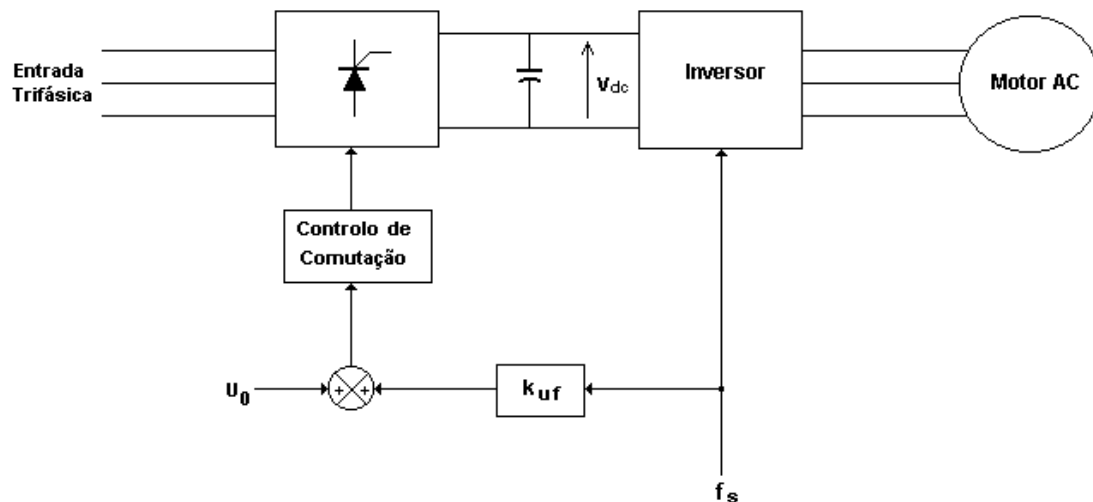 Entrada
Trifásica
Vdc
Inversor
Motor AC
Controlo de
Comutação
U0
+ +
kuf
fs